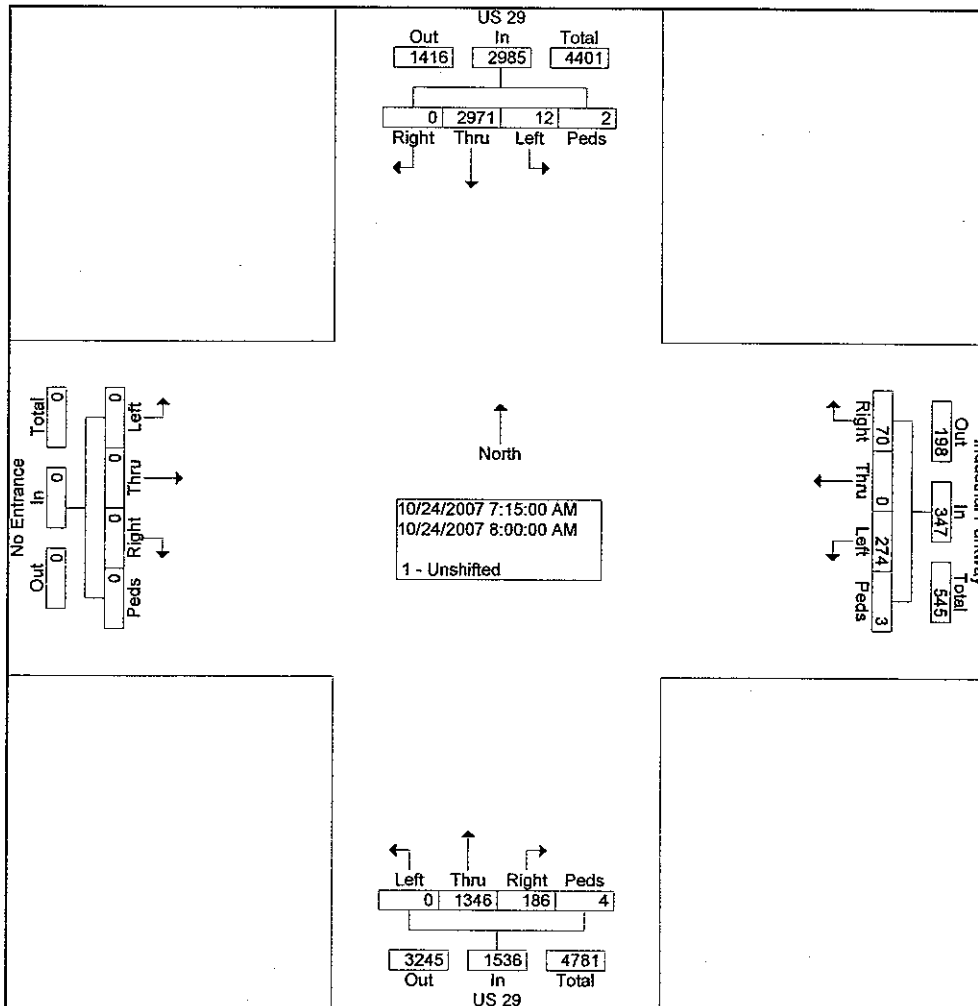 US 29
Out In Total
1416 2985 4401
0 2971 12 2
Right Thru Left Peds
No Entrance
Total In Out
0 0 0
0 0 0 0
Left Thru Right Peds
North
10/24/2007 7:15:00 AM
10/24/2007 8:00:00 AM
1 - Unshifted
Right Thru Left Peds
70 0 274 3
198 347 545
Out In Total
Left Thru Right Peds
0 1346 186 4
3245 1536 4781
Out In Total
US 29